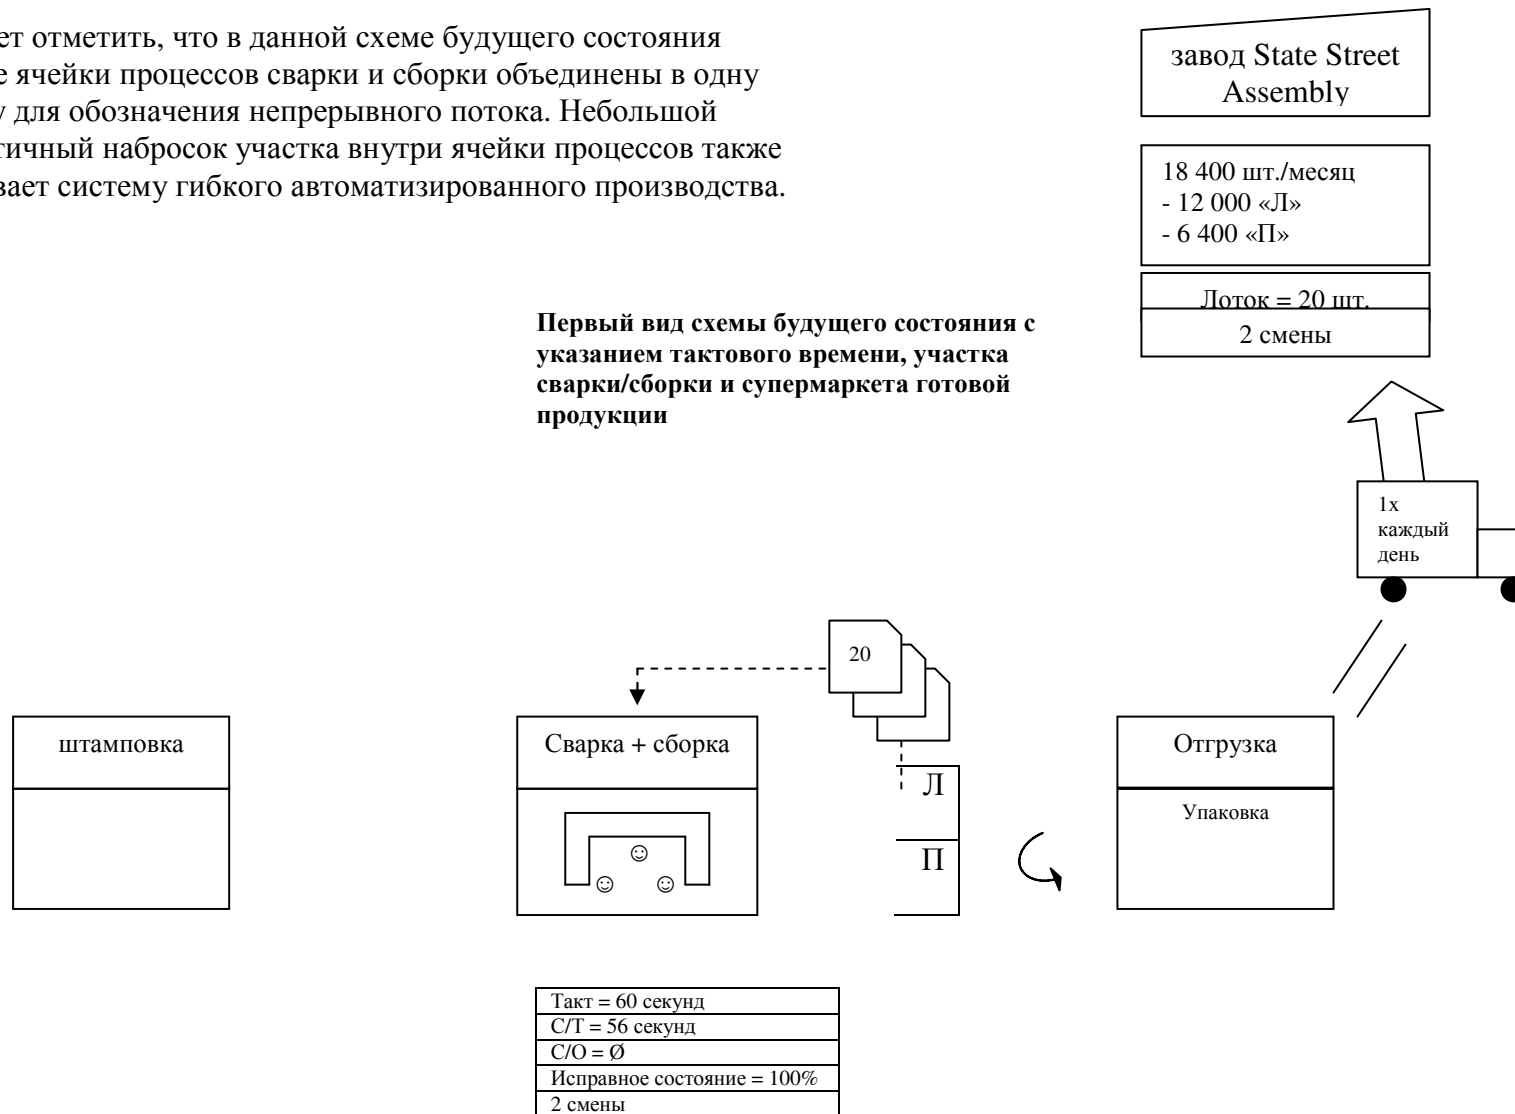 ет отметить, что в данной схеме будущего состояния
е ячейки процессов сварки и сборки объединены в одну
у для обозначения непрерывного потока. Небольшой
тичный набросок участка внутри ячейки процессов также
вает систему гибкого автоматизированного производства.
завод State Street
Assembly
18 400 шт./месяц
- 12 000 «Л»
- 6 400 «П»
Лоток = 20 шт.
2 смены
Первый вид схемы будущего состояния с
указанием тактового времени, участка
сварки/сборки и супермаркета готовой
продукции
1х
каждый
день
20
штамповка
Сварка + сборка
Л
П
Отгрузка
Упаковка
Такт = 60 секунд
С/Т = 56 секунд
С/О = Ø
Исправное состояние = 100%
2 смены